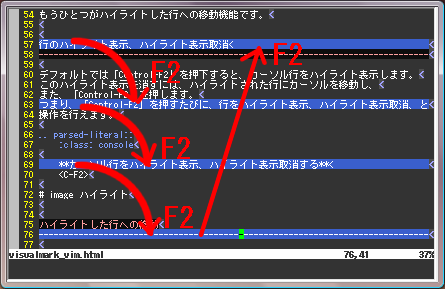 54 もうひとつがハイライトした行への移動機能です。<
55 <
56 <
57 行のハイライト表示、ハイライト表示取消<
58
59 <
60 デフォルトでは「Control-F2」を押下すると、カーソル行をハイライト表示します。<
61 このハイライト表示 消すには、ハイライトされた行にカーソルを移動し、<
62 また、「Control-F2」 押します。<
63 つまり、「Control-F2」を押すたびに、行をハイライト表示、ハイライト表示取消、と
64 操作を行えます。<
65 <
66 .. parsed-literal::
67 :class: console<
68 <
69 **カーソル行をハイライト表示、ハイライト表示取消する**<
70 <C-F2><
71 <
72 # image ハイライト<
73 <
74 <
75 ハイライトした行への移動<
76
77 <
F2
F2
F2
F2
visualmark_vim.html 76,41 37%